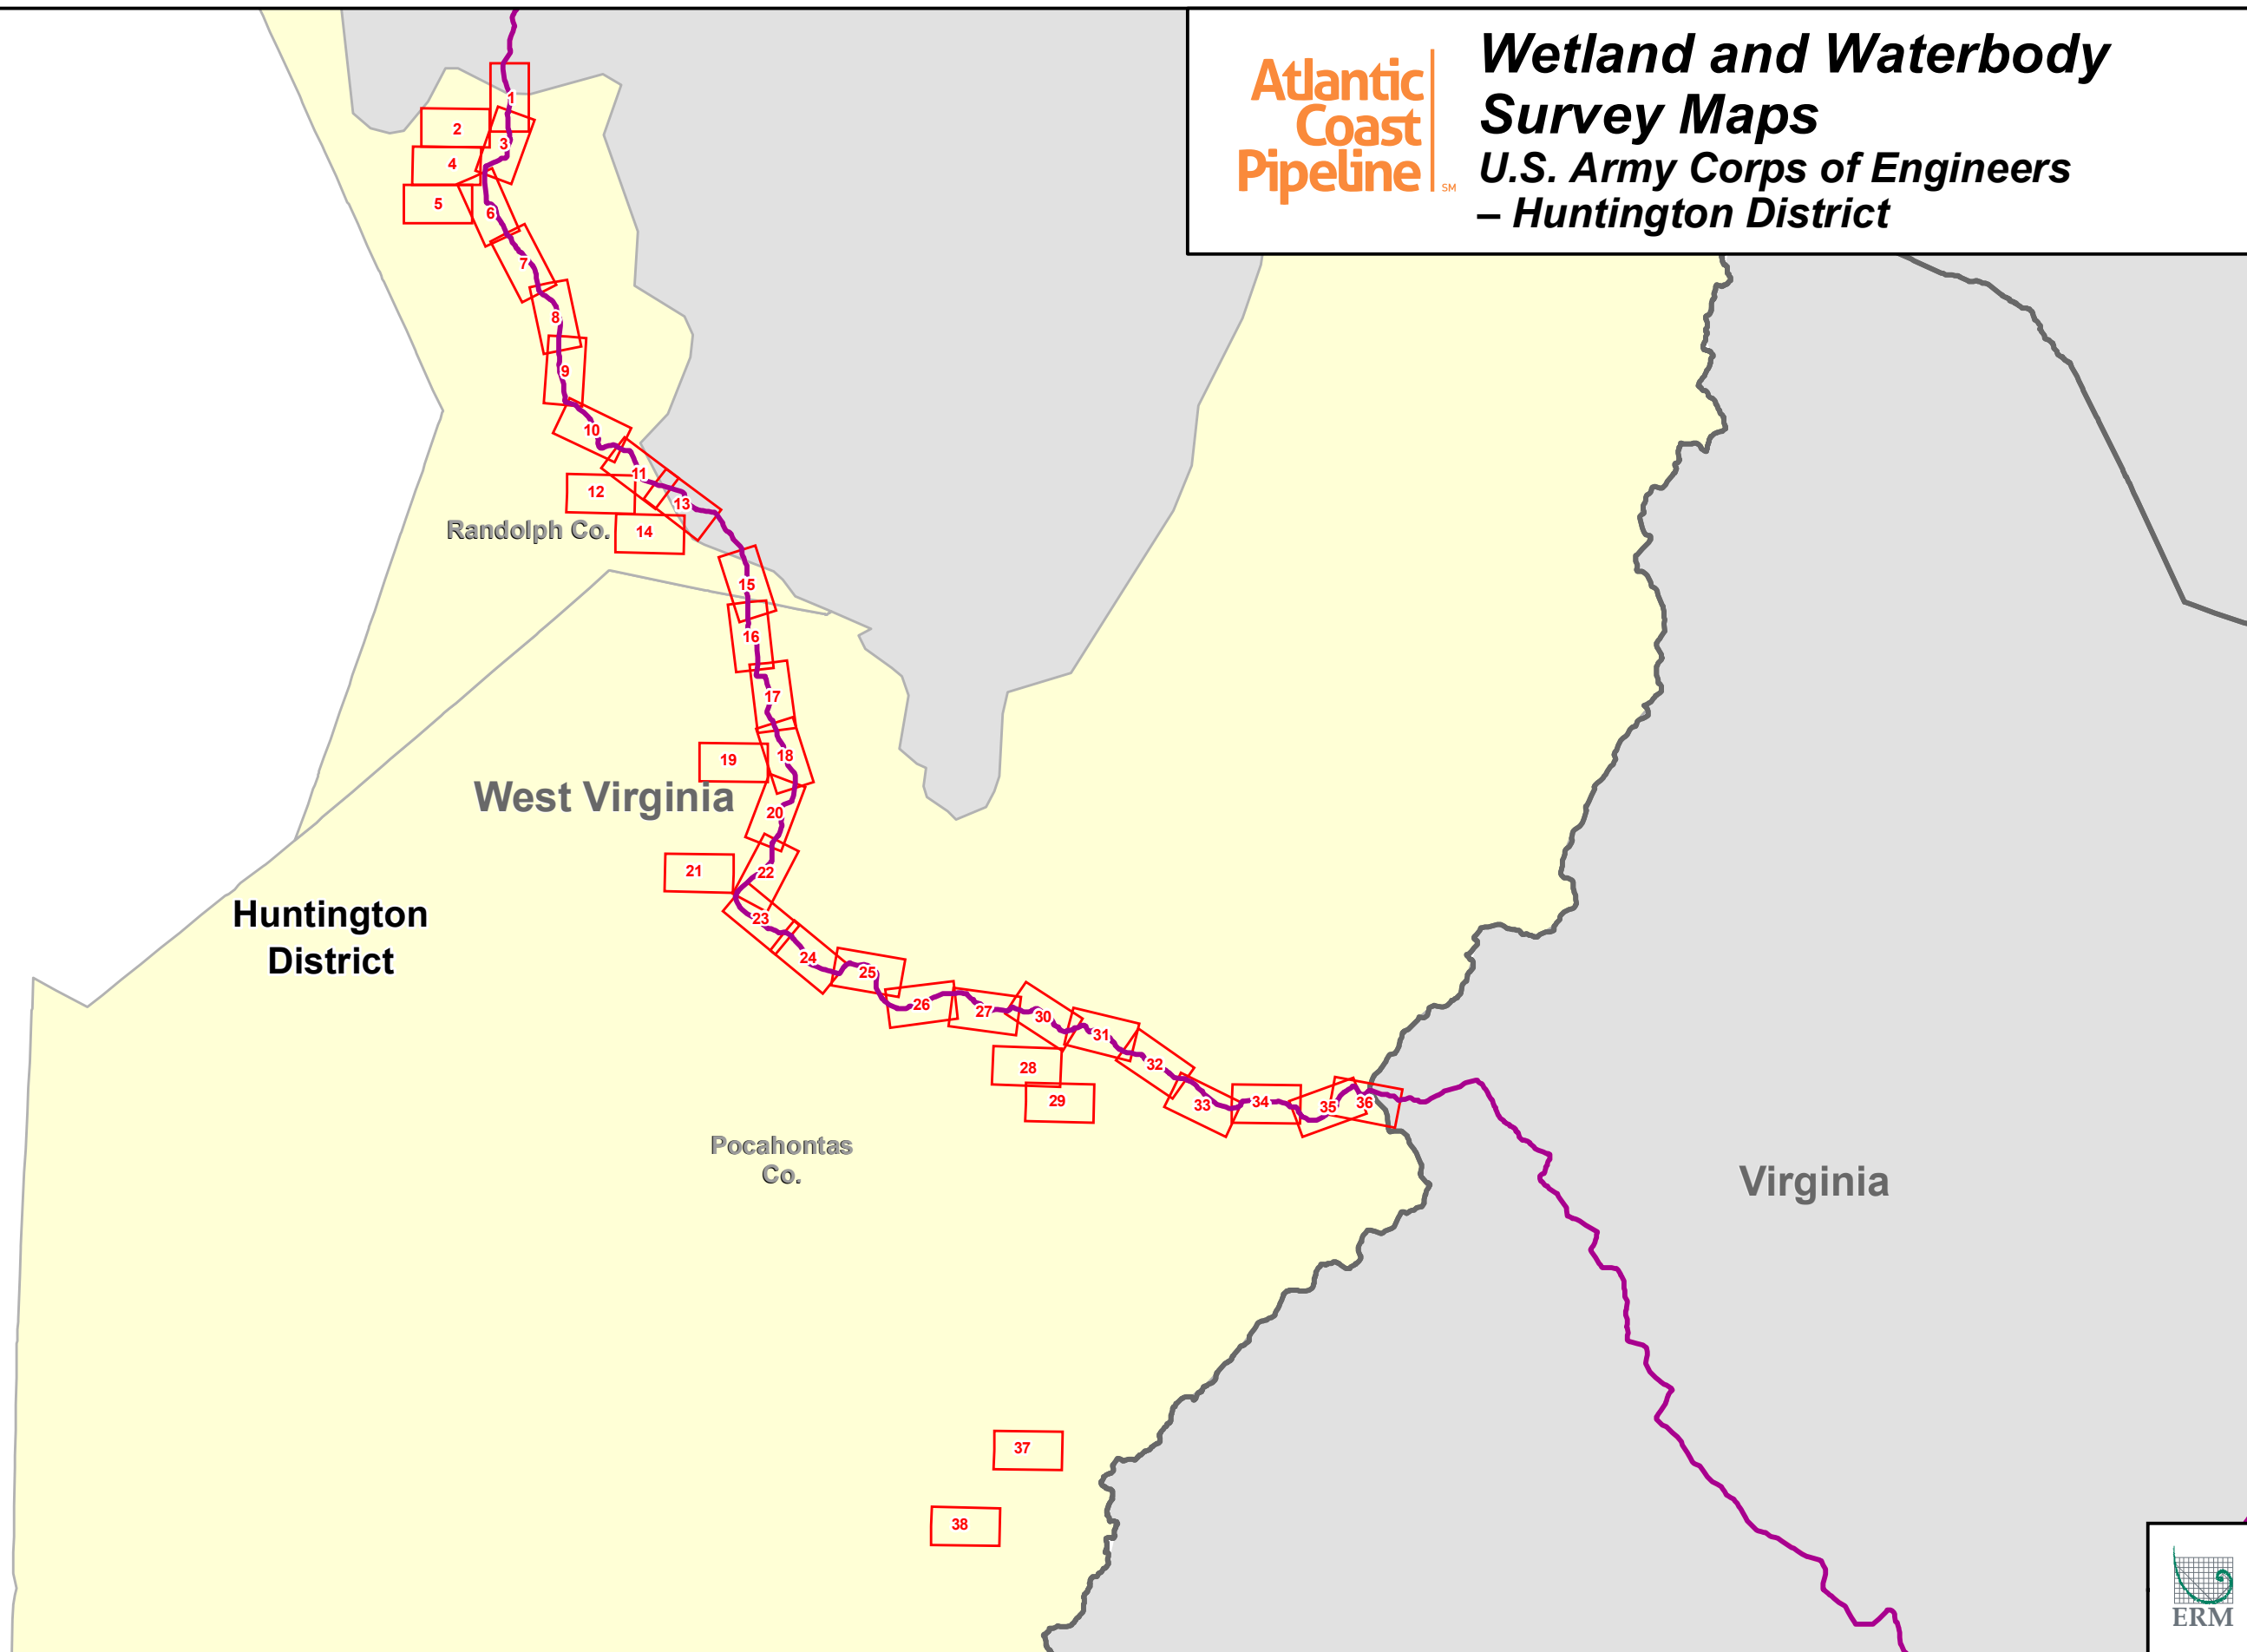 Atlantic
Coast
Pipeline
SM
Wetland and Waterbody
Survey Maps
U.S. Army Corps of Engineers
– Huntington District
1
2
3
4
5
6
7
8
9
10
11
12
13
14
Randolph Co.
15
16
17
18
19
West Virginia
20
21
22
23
Huntington
District
24
25
26
27
30
31
28
32
29
33
34
35
36
Pocahontas
Co.
Virginia
37
38
ERM